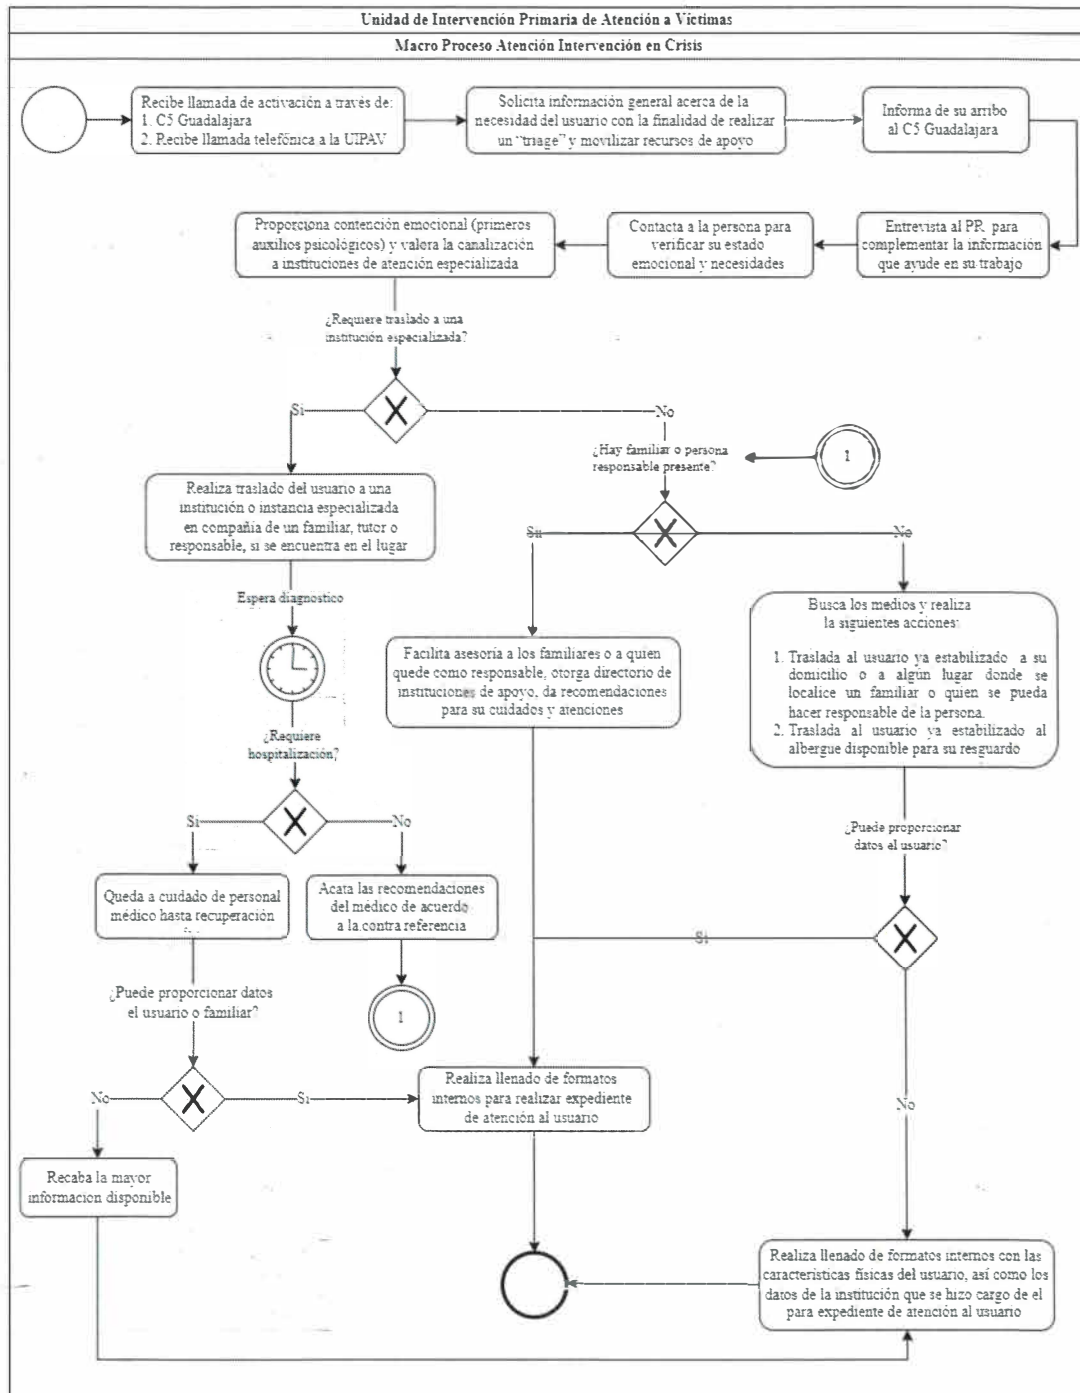 Unidad de Intervención Primaria de Atención a Víctimas
Macro Proceso Atención Intervención en Crisis
Recibe llamada de activación a través de:
1. C5 Guadalajara
2. Recibe llamada telefónica a la UIPAV
Solicita información general acerca de la
necesidad del usuario con la finalidad de realizar
un "triage" y movilizar recursos de apoyo
Informa de su arribo
al C5 Guadalajara
Entrevista al PR para
complementar la información
que ayude en su trabajo
Contacta a la persona para
verificar su estado
emocional y necesidades
Proporciona contención emocional (primeros
auxilios psicológicos) y valora la canalización
a instituciones de atención especializada
¿Requiere traslado a una
institución especializada?
Si
No
¿Hay familiar o persona
responsable presente?
1
Realiza traslado del usuario a una
institución o instancia especializada
en compañía de un familiar, tutor o
responsable, si se encuentra en el lugar
Si
No
Espera diagnostico
Busca los medios y realiza
la siguientes acciones:
1. Traslada al usuario ya estabilizado a su
domicilio o a algún lugar donde se
localice un familiar o quien se pueda
hacer responsable de la persona.
2. Traslada al usuario ya estabilizado al
albergue disponible para su resguardo
Facilita asesoría a los familiares o a quien
quede como responsable, otorga directorio de
instituciones de apoyo, da recomendaciones
para su cuidados y atenciones
¿Requiere
hospitalización?
Si
No
¿Puede proporcionar
datos el usuario?
Queda a cuidado de personal
médico hasta recuperación
Acata las recomendaciones
del médico de acuerdo
a la contra referencia
Si
¿Puede proporcionar datos
el usuario o familiar?
1
Realiza llenado de formatos
internos para realizar expediente
de atención al usuario
No
Si
No
Recaba la mayor
informacion disponible
Realiza llenado de formatos internos con las
características físicas del usuario, así como los
datos de la institución que se hizo cargo de el
para expediente de atención al usuario